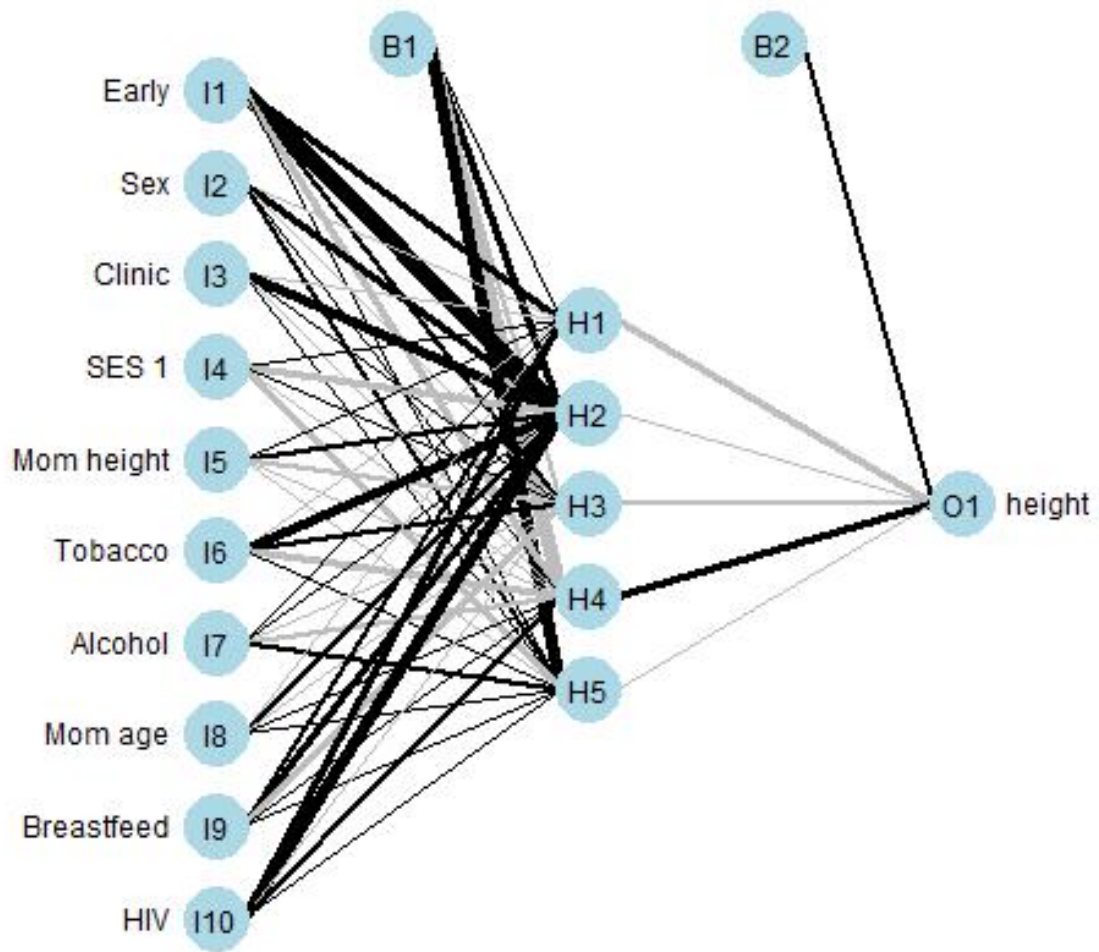 B1 B2
Early I1
Sex I2
Clinic I3
H1
SES 1 I4
H2
Mom height I5
H3 O1 height
Tobacco I6
H4
Alcohol I7
H5
Mom age I8
Breastfeed I9
HIV I10